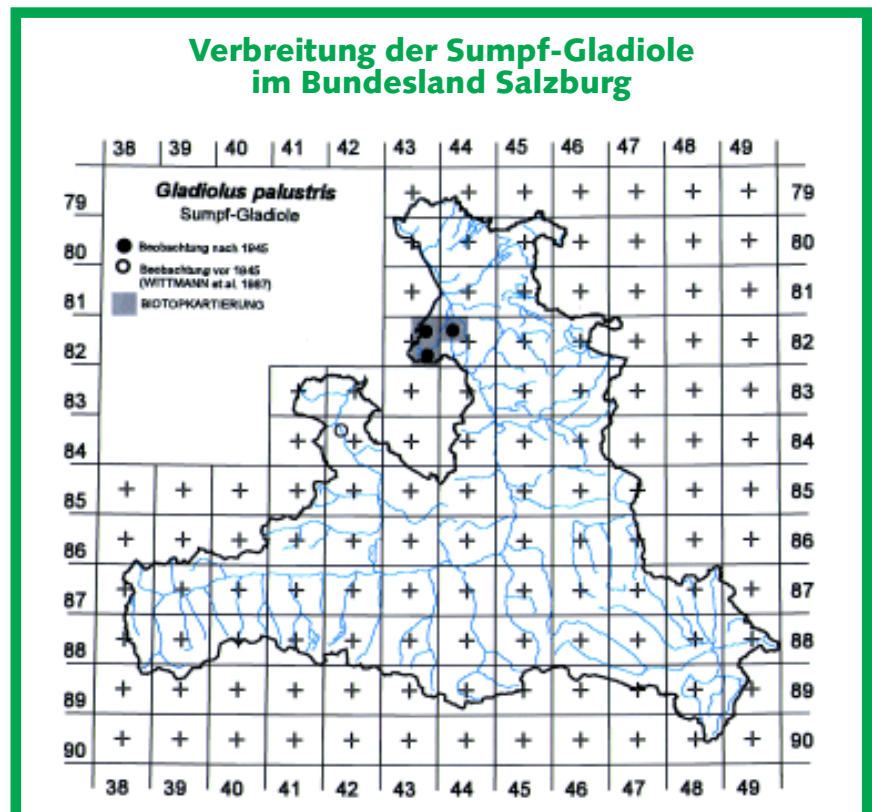 Verbreitung der Sumpf-Gladiole
im Bundesland Salzburg
38 39 40 41 42 43 44 45 46 47 48 49
Gladiolus palustris
Sumpf-Gladiole
Beobachtung nach 1945
Beobachtung vor 1945
(WITTMANN et al. 1987)
BIOTOPKARTIERUNG
79 79
80 80
81 81
82 82
83 83
84 84
85 85
86 86
87 87
88 88
89 89
90 90
38 39 40 41 42 43 44 45 46 47 48 49